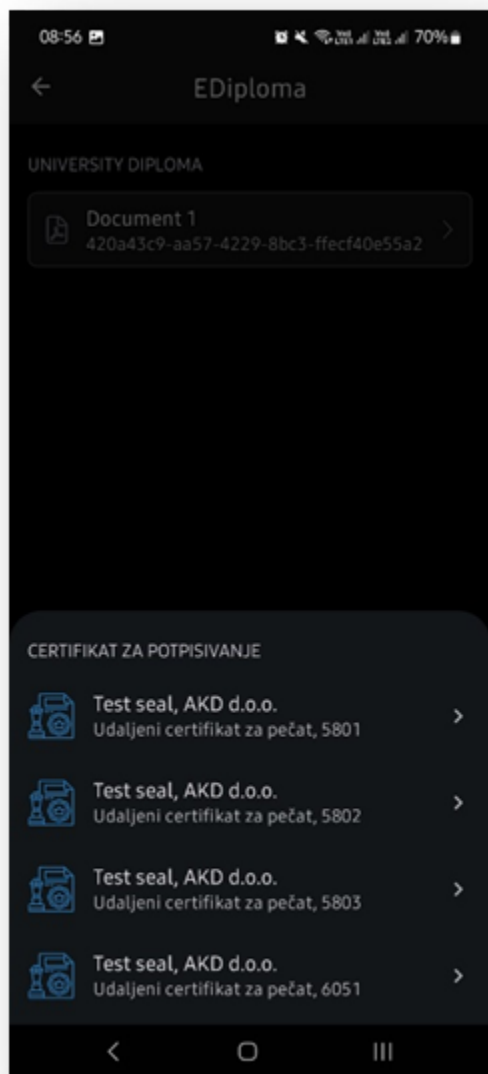 08:56
70%
EDiploma
UNIVERSITY DIPLOMA
Document 1
420a43c9-aa57-4229-8bc3-ffecf40e55a2
CERTIFIKAT ZA POTPISIVANJE
Test seal, AKD d.o.o.
Udaljeni certifikat za pečat, 5801
Test seal, AKD d.o.o.
Udaljeni certifikat za pečat, 5802
Test seal, AKD d.o.o.
Udaljeni certifikat za pečat, 5803
Test seal, AKD d.o.o.
Udaljeni certifikat za pečat, 6051